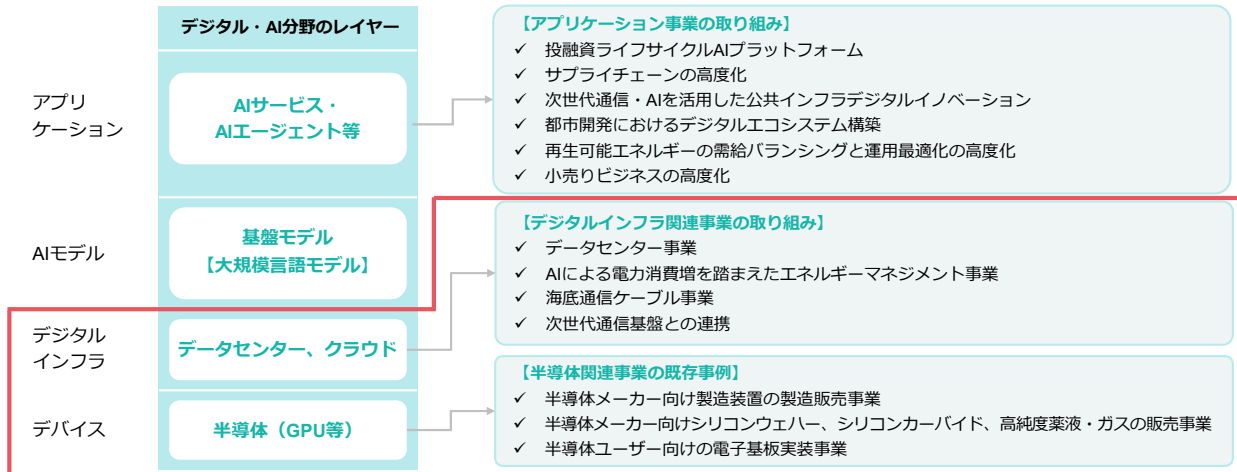 デジタル・AI分野のレイヤー
アプリ
ケーション
AIサービス・
AIエージェント等
【アプリケーション事業の取り組み】
✓ 投融資ライフサイクルAIプラットフォーム
✓ サプライチェーンの高度化
✓ 次世代通信・AIを活用した公共インフラデジタルイノベーション
✓ 都市開発におけるデジタルエコシステム構築
✓ 再生可能エネルギーの需給バランシングと運用最適化の高度化
✓ 小売りビジネスの高度化
AIモデル
基盤モデル
【大規模言語モデル】
【デジタルインフラ関連事業の取り組み】
✓ データセンター事業
✓ AIによる電力消費増を踏まえたエネルギーマネジメント事業
✓ 海底通信ケーブル事業
✓ 次世代通信基盤との連携
デジタル
インフラ
データセンター、クラウド
デバイス
半導体（GPU等）
【半導体関連事業の既存事例】
✓ 半導体メーカー向け製造装置の製造販売事業
✓ 半導体メーカー向けシリコンウェハー、シリコンカーバイド、高純度薬液・ガスの販売事業
✓ 半導体ユーザー向けの電子基板実装事業